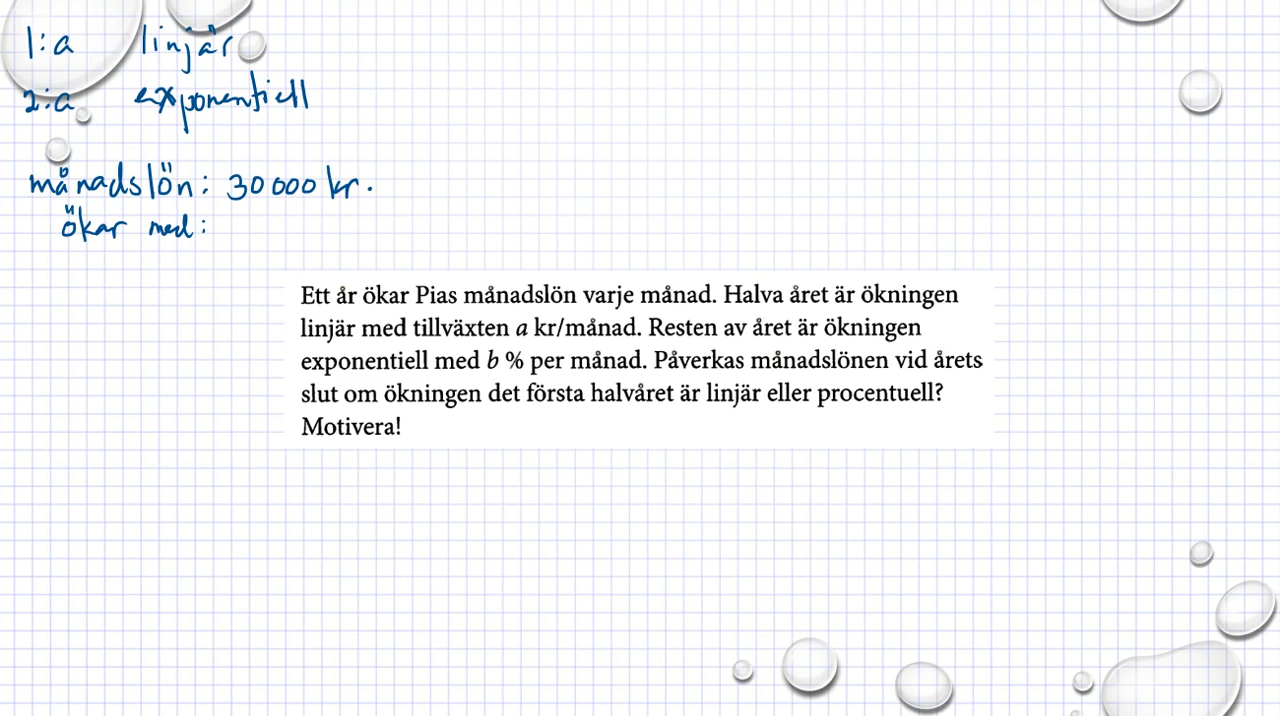 1:a linjär
2:a exponentiell
månadslön: 30 000 kr.
ökar med:
Ett år ökar Pias månadslön varje månad. Halva året är ökningen
linjär med tillväxten a kr/månad. Resten av året är ökningen
exponentiell med b % per månad. Påverkas månadslönen vid årets
slut om ökningen det första halvåret är linjär eller procentuell?
Motivera!